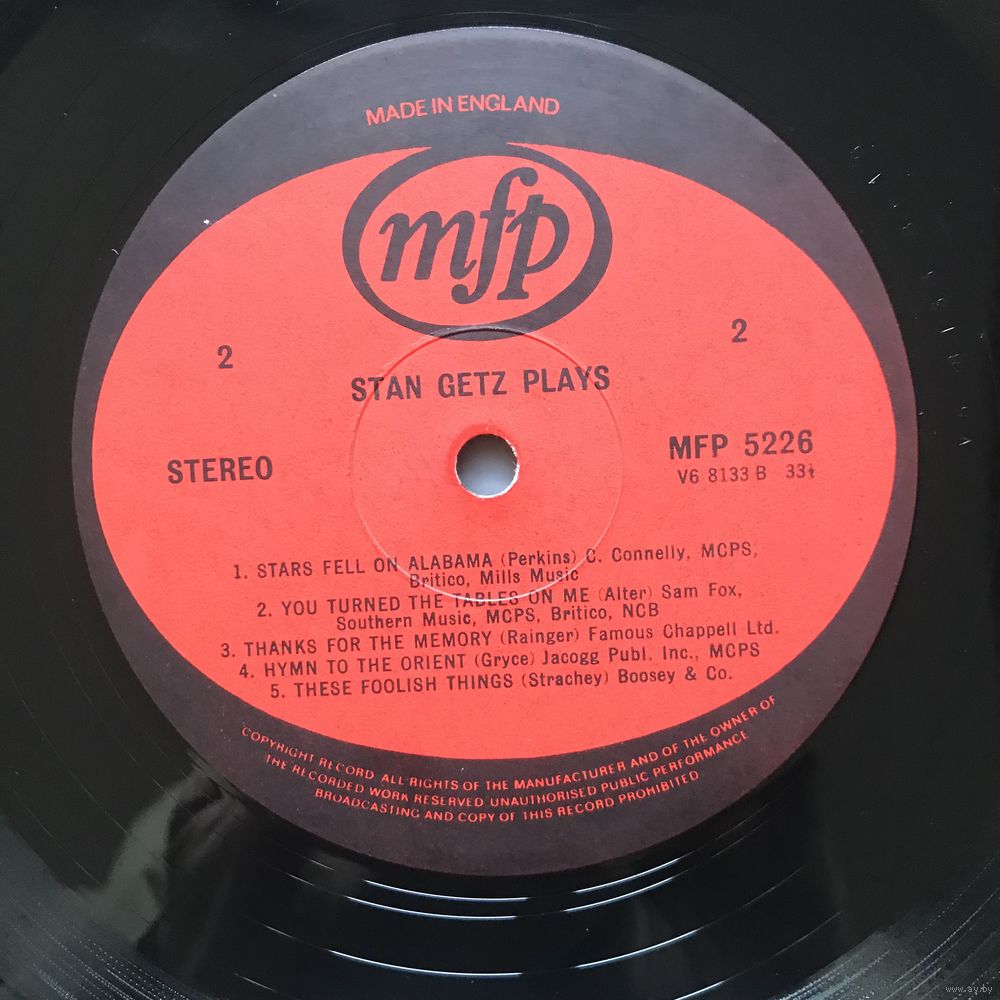 MADE IN ENGLAND
mfp
2
2
STAN GETZ PLAYS
STEREO
MFP 5226
V6 8133 B 33⅓
1. STARS FELL ON ALABAMA (Perkins) C. Connelly, MCPS,
Britico, Mills Music
2. YOU TURNED THE TABLES ON ME (Alter) Sam Fox,
Southern Music, MCPS, Britico, NCB
3. THANKS FOR THE MEMORY (Rainger) Famous Chappell Ltd.
4. HYMN TO THE ORIENT (Gryce) Jacogg Publ. Inc., MCPS
5. THESE FOOLISH THINGS (Strachey) Boosey & Co.
COPYRIGHT RECORD ALL RIGHTS OF THE MANUFACTURER AND OF THE OWNER OF
THE RECORDED WORK RESERVED UNAUTHORISED PUBLIC PERFORMANCE
BROADCASTING AND COPY OF THIS RECORD PROHIBITED
www.ay.by